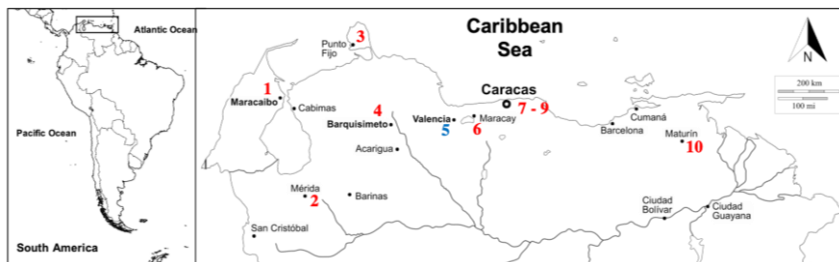 Atlantic Ocean
Pacific Ocean
South America
Caribbean
Sea
N
200 km
100 mi
3
Punto
Fijo
1
Maracaibo
Cabimas
4
Barquisimeto
Acarigua
Valencia
5
6
Maracay
Caracas
7 - 9
Cumaná
Barcelona
Maturín
10
Mérida
2
Barinas
San Cristóbal
Ciudad
Bolívar
Ciudad
Guayana